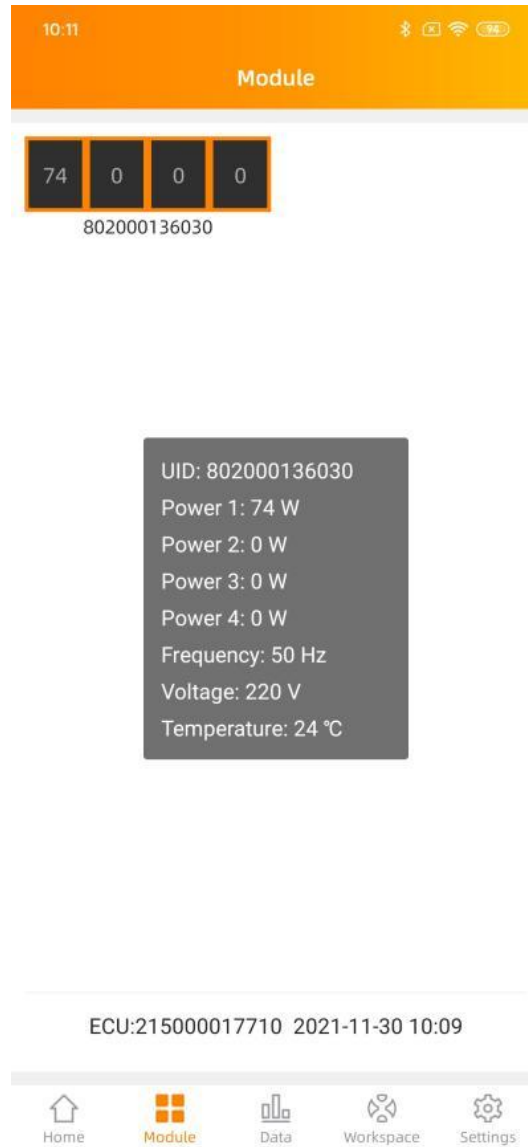 10:11
94
Module
74 0 0 0
802000136030
UID: 802000136030
Power 1: 74 W
Power 2: 0 W
Power 3: 0 W
Power 4: 0 W
Frequency: 50 Hz
Voltage: 220 V
Temperature: 24 ℃
ECU:215000017710 2021-11-30 10:09
Home Module Data Workspace Settings